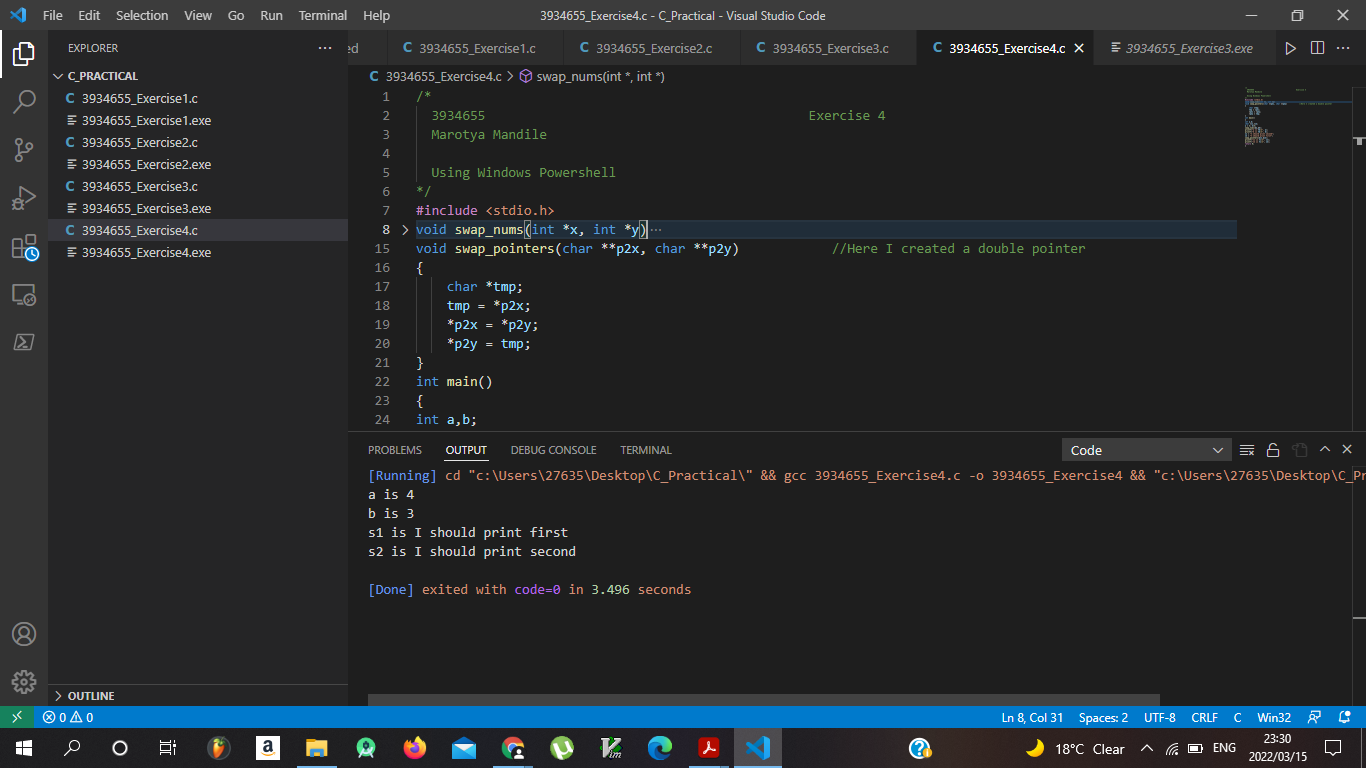 File Edit Selection View Go Run Terminal Help 3934655_Exercise4.c - C_Practical - Visual Studio Code
EXPLORER
C_PRACTICAL
3934655_Exercise1.c
3934655_Exercise1.exe
3934655_Exercise2.c
3934655_Exercise2.exe
3934655_Exercise3.c
3934655_Exercise3.exe
3934655_Exercise4.c
3934655_Exercise4.exe
OUTLINE
ed C 3934655_Exercise1.c C 3934655_Exercise2.c C 3934655_Exercise3.c C 3934655_Exercise4.c 3934655_Exercise3.exe
C 3934655_Exercise4.c > swap_nums(int *, int *)
1 /*
2 3934655 Exercise 4
3 Marotya Mandile
4
5 Using Windows Powershell
6 */
7 #include <stdio.h>
8 void swap_nums(int *x, int *y)···
15 void swap_pointers(char **p2x, char **p2y) //Here I created a double pointer
16 {
17 char *tmp;
18 tmp = *p2x;
19 *p2x = *p2y;
20 *p2y = tmp;
21 }
22 int main()
23 {
24 int a,b;
PROBLEMS OUTPUT DEBUG CONSOLE TERMINAL Code
[Running] cd "c:\Users\27635\Desktop\C_Practical\" && gcc 3934655_Exercise4.c -o 3934655_Exercise4 && "c:\Users\27635\Desktop\C_Pr
a is 4
b is 3
s1 is I should print first
s2 is I should print second
[Done] exited with code=0 in 3.496 seconds
0 0 Ln 8, Col 31 Spaces: 2 UTF-8 CRLF C Win32
18°C Clear ENG 23:30
2022/03/15